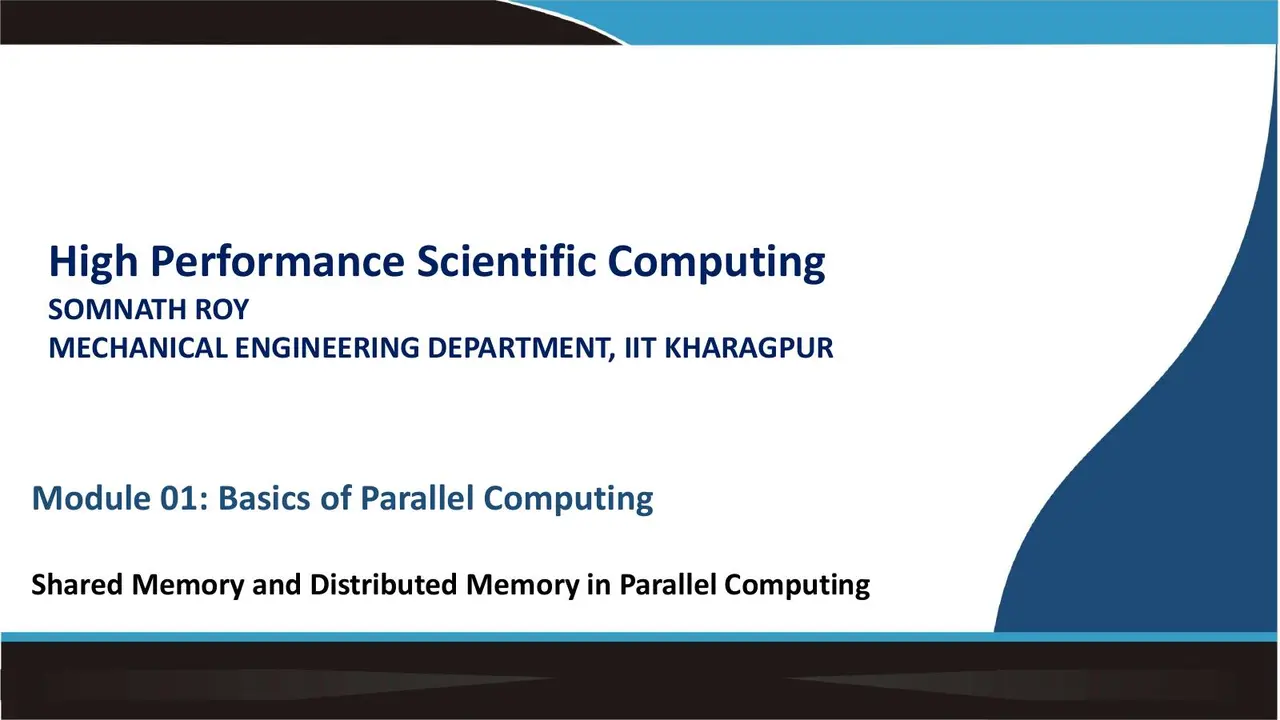 High Performance Scientific Computing
SOMNATH ROY
MECHANICAL ENGINEERING DEPARTMENT, IIT KHARAGPUR
Module 01: Basics of Parallel Computing
Shared Memory and Distributed Memory in Parallel Computing